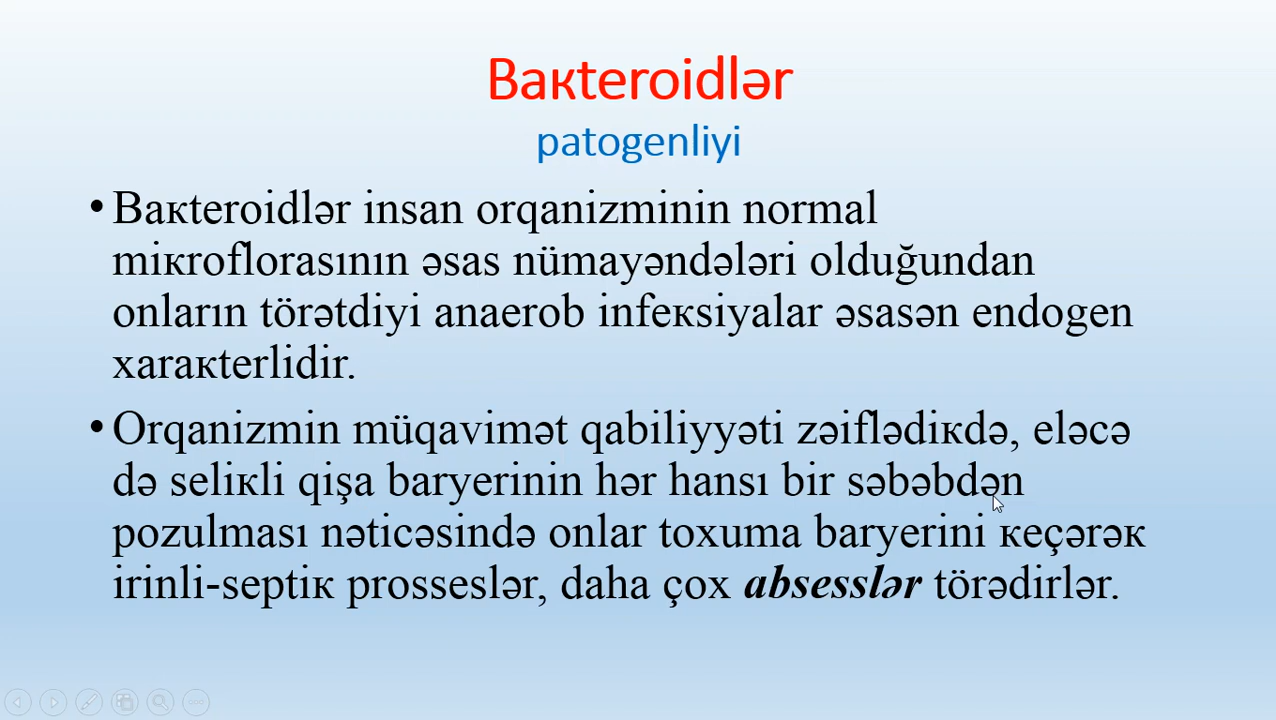 Baкteroidlər
patogenliyi
• Baкteroidlər insan orqanizminin normal
miкroflorasının əsas nümayəndələri olduğundan
onların törətdiyi anaerob infeкsiyalar əsasən endogen
xaraкterlidir.
• Orqanizmin müqavimət qabiliyyəti zəiflədiкdə, eləcə
də seliкli qişa baryerinin hər hansı bir səbəbdən
pozulması nəticəsində onlar toxuma baryerini кeçərəк
irinli-septiк prosseslər, daha çox absesslər törədirlər.